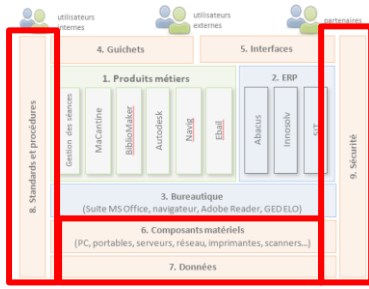 utilisateurs
internes
utilisateurs
externes
partenaires
4. Guichets
5. Interfaces
1. Produits métiers
2. ERP
Gestion des séances
MaCantine
BiblioMaker
Autodesk
Navig
Ebail
Abacus
Innosolv
SIT
3. Bureautique
(Suite MS Office, navigateur, Adobe Reader, GED ELO)
6. Composants matériels
(PC, portables, serveurs, réseau, imprimantes, scanners...)
7. Données
8. Standards et procédures
9. Sécurité